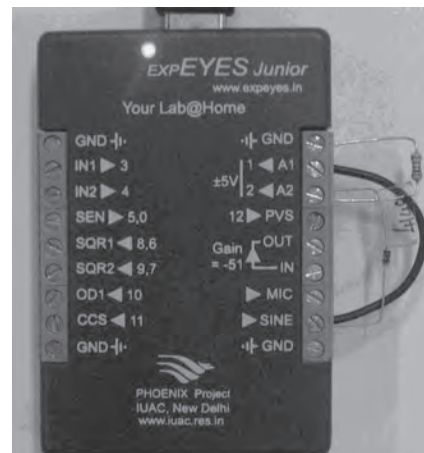 EXPEYES Junior
www.expeyes.in
Your Lab@Home
GND
IN1 3
IN2 4
SEN 5,0
SQR1 8,6
SQR2 9,7
OD1 10
CCS 11
GND
GND
±5V 1 A1
2 A2
12 PVS
Gain = -51 OUT
IN
MIC
SINE
GND
PHOENIX Project
IUAC, New Delhi
www.iuac.res.in